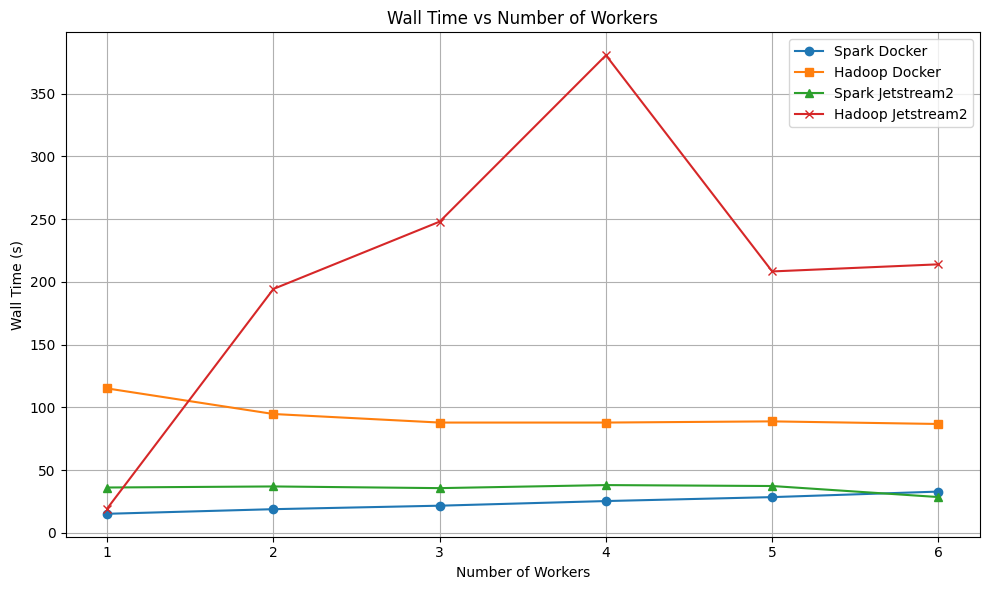 Wall Time vs Number of Workers
Spark Docker
Hadoop Docker
Spark Jetstream2
Hadoop Jetstream2
Wall Time (s)
350
300
250
200
150
100
50
0
1 2 3 4 5 6
Number of Workers